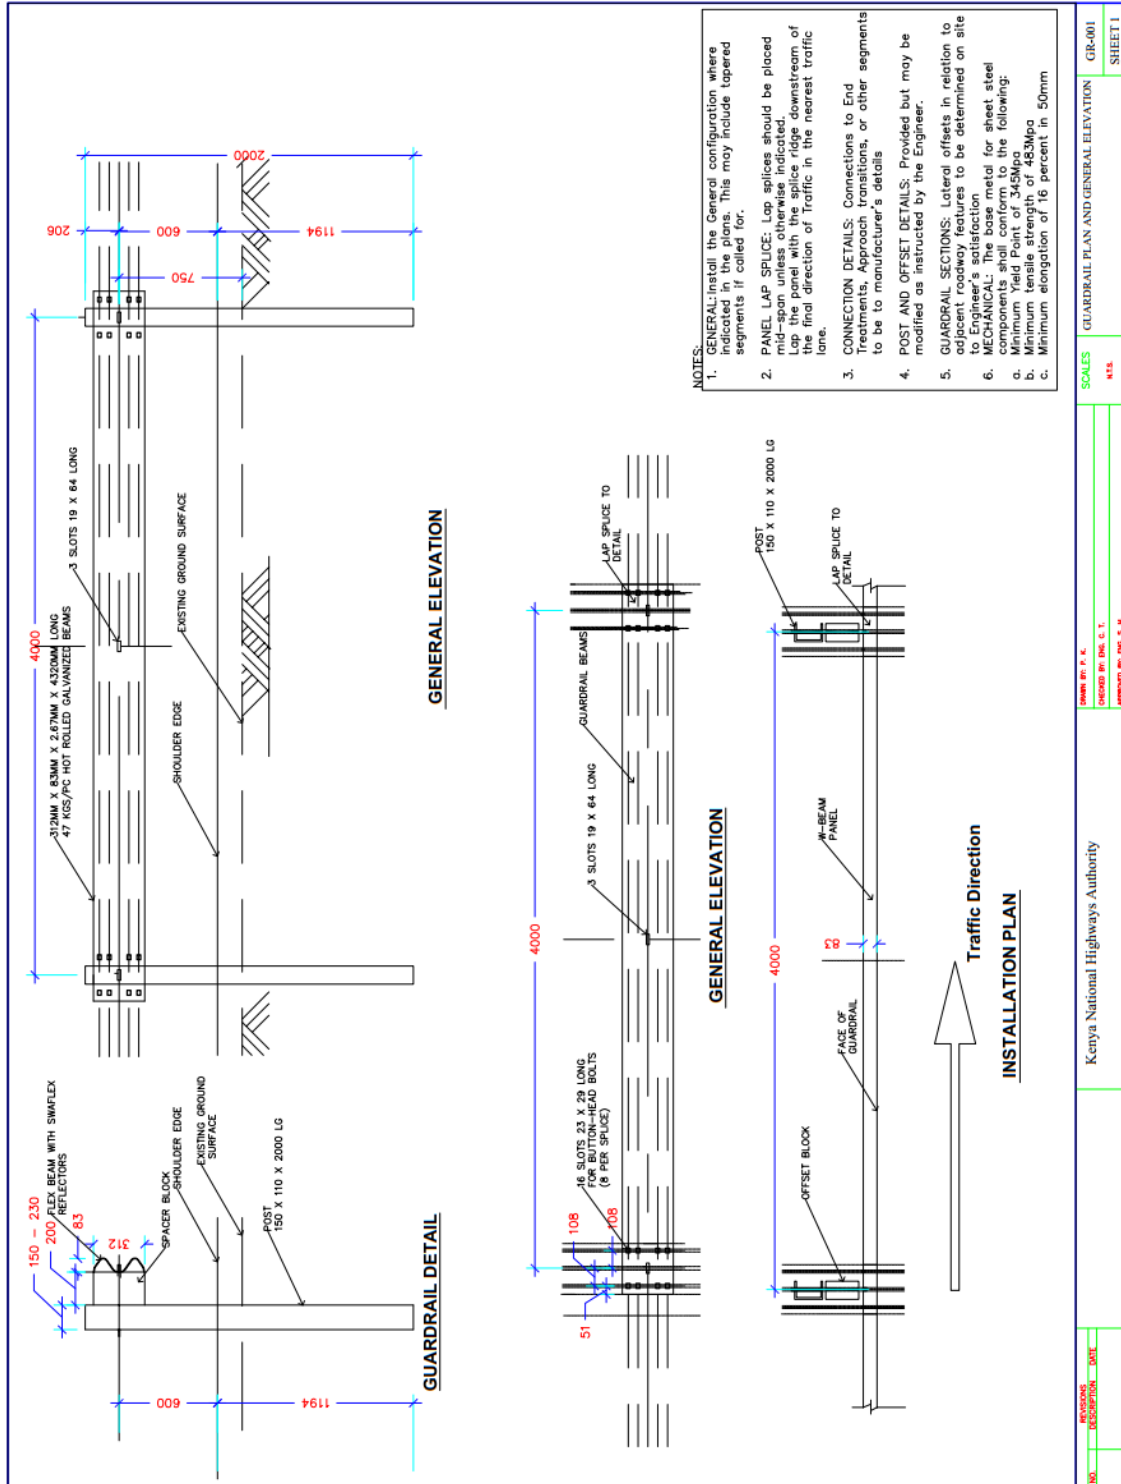 150 - 230
200
83
FLEX BEAM WITH SWAFLEX
REFLECTORS
312
SPACER BLOCK
SHOULDER EDGE
EXISTING GROUND
SURFACE
POST
150 X 110 X 2000 LG
600
1194
GUARDRAIL DETAIL
4000
312MM X 83MM X 2.67MM X 4320MM LONG
47 KGS/PC HOT ROLLED GALVANIZED BEAMS
3 SLOTS 19 X 64 LONG
SHOULDER EDGE
EXISTING GROUND SURFACE
206
600
750
1194
2000
GENERAL ELEVATION
51
108
108
16 SLOTS 23 X 29 LONG
FOR BUTTON-HEAD BOLTS
(8 PER SPLICE)
4000
3 SLOTS 19 X 64 LONG
GUARDRAIL BEAMS
LAP SPLICE TO
DETAIL
GENERAL ELEVATION
4000
OFFSET BLOCK
FACE OF
GUARDRAIL
83
W-BEAM
PANEL
POST
150 X 110 X 2000 LG
LAP SPLICE TO
DETAIL
Traffic Direction
INSTALLATION PLAN
NOTES:
1. GENERAL: Install the General configuration where
indicated in the plans. This may include tapered
segments if called for.
2. PANEL LAP SPLICE: Lap splices should be placed
mid-span unless otherwise indicated.
Lap the panel with the splice ridge downstream of
the final direction of Traffic in the nearest traffic
lane.
3. CONNECTION DETAILS: Connections to End
Treatments, Approach transitions, or other segments
to be to manufacturer's details
4. POST AND OFFSET DETAILS: Provided but may be
modified as instructed by the Engineer.
5. GUARDRAIL SECTIONS: Lateral offsets in relation to
adjacent roadway features to be determined on site
to Engineer's satisfaction
6. MECHANICAL: The base metal for sheet steel
components shall conform to the following:
a. Minimum Yield Point of 345Mpa
b. Minimum tensile strength of 483Mpa
c. Minimum elongation of 16 percent in 50mm
NO.
REVISIONS
DESCRIPTION
DATE
Kenya National Highways Authority
DRAWN BY: P. K.
CHECKED BY: ENG. C. T.
APPROVED BY: ENG. S. M.
SCALES
N.T.S.
GUARDRAIL PLAN AND GENERAL ELEVATION
GR-001
SHEET 1